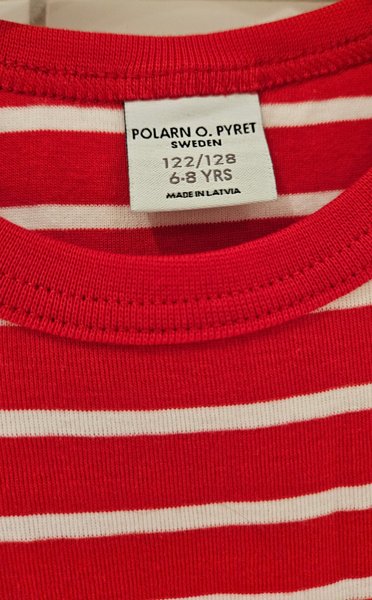 POLARN O. PYRET
SWEDEN
122/128
6-8 YRS
MADE IN LATVIA